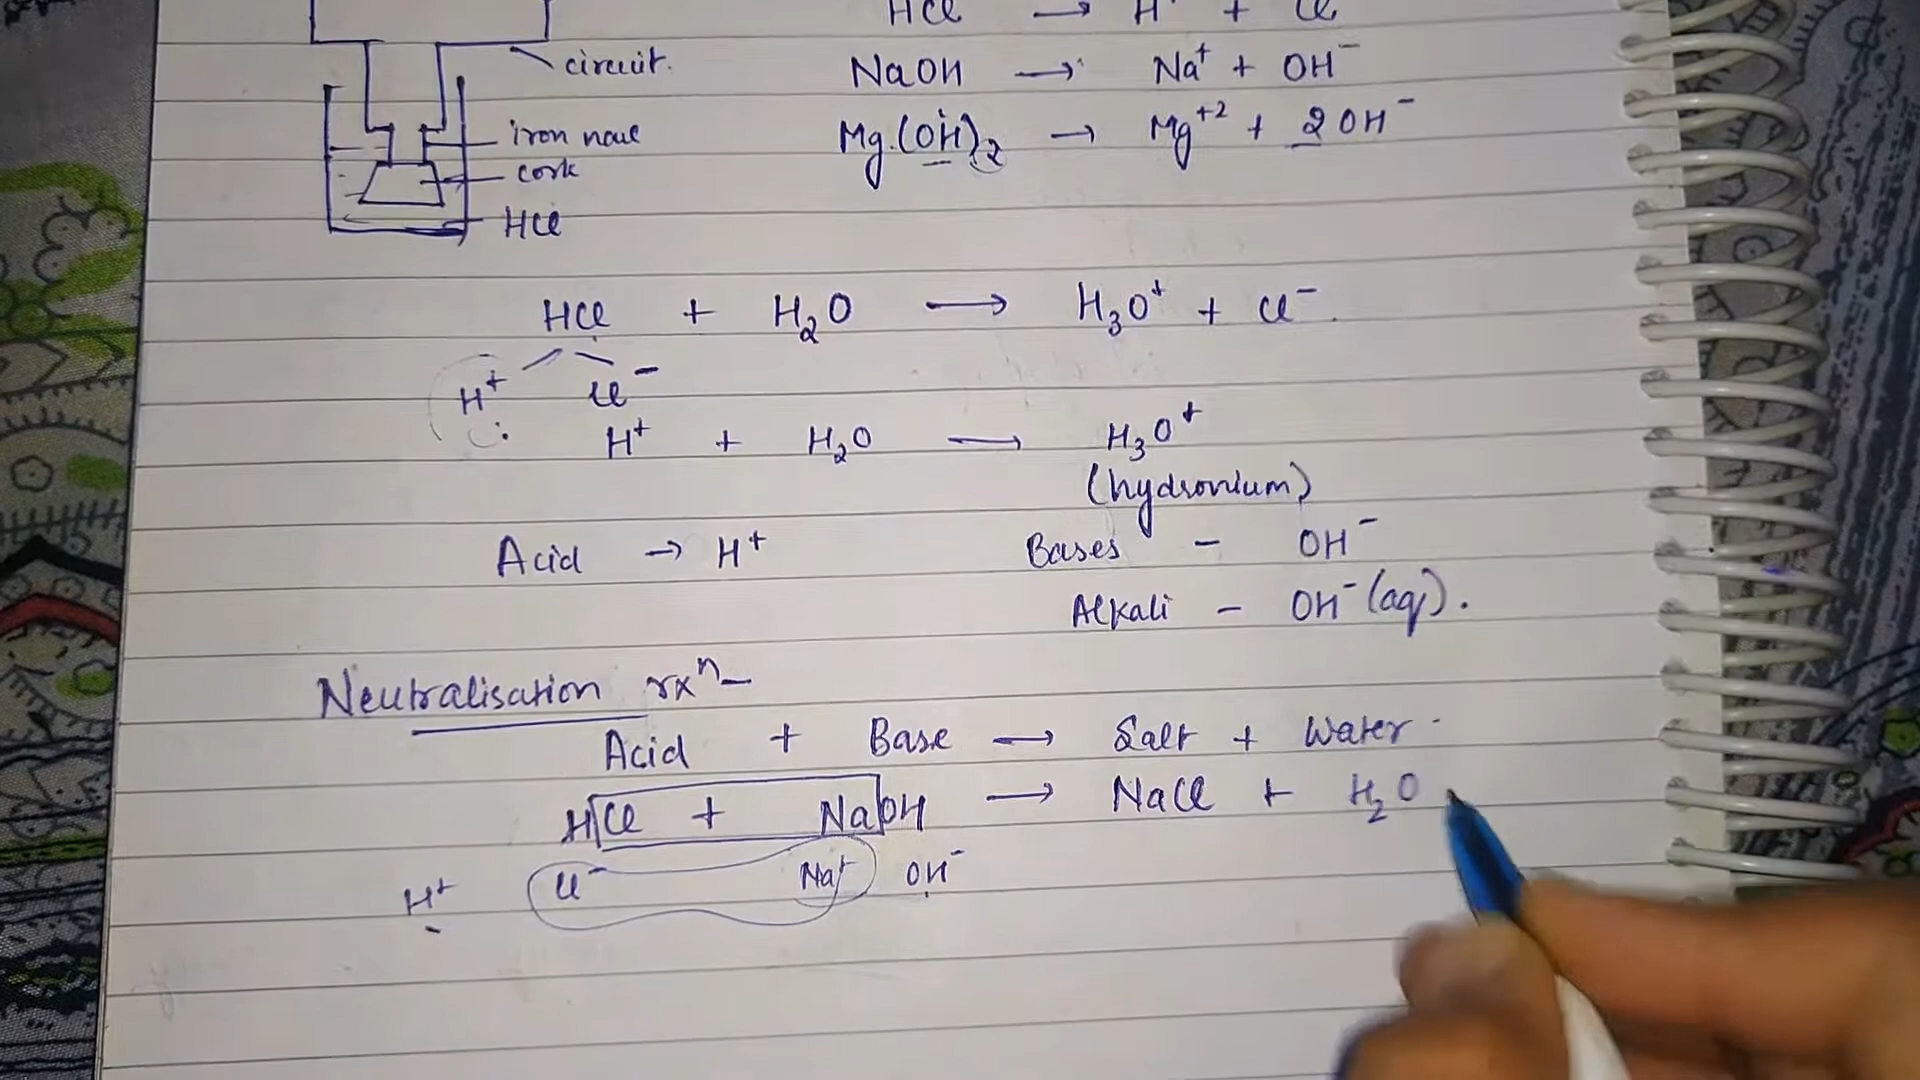 HCl → H + Cl
circuit.
NaOH → Na⁺ + OH⁻
iron nail
Mg(OH)₂ → Mg⁺² + 2OH⁻
cork
HCl
HCl + H₂O → H₃O⁺ + Cl⁻
H⁺ Cl⁻
H⁺ + H₂O → H₃O⁺
(hydronium)
Acid → H⁺
Bases - OH⁻
Alkali - OH⁻(aq).
Neutralisation rxⁿ-
Acid + Base → Salt + Water
HCl + NaOH → NaCl + H₂O
H⁺ Cl⁻ Na⁺ OH⁻